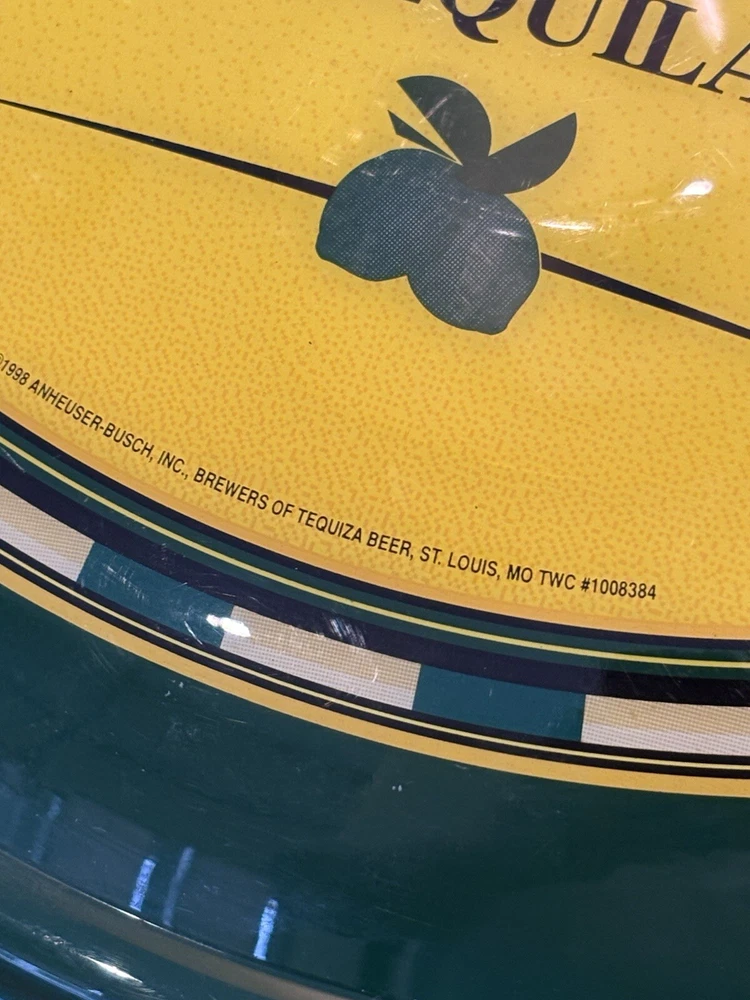 QUILA
©1998 ANHEUSER-BUSCH, INC., BREWERS OF TEQUIZA BEER, ST. LOUIS, MO TWC #1008384